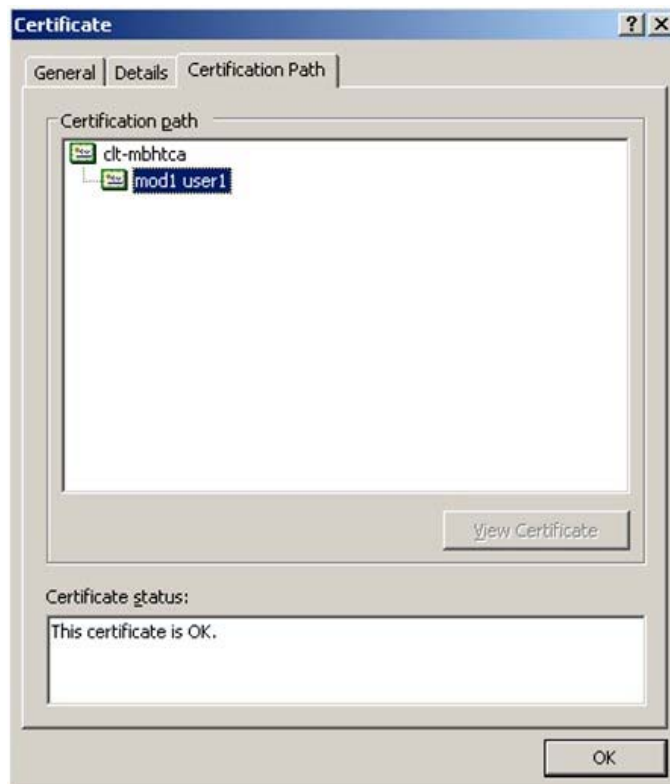 Certificate
General
Details
Certification Path
Certification path
clt-mbhtca
mod1 user1
View Certificate
Certificate status:
This certificate is OK.
OK